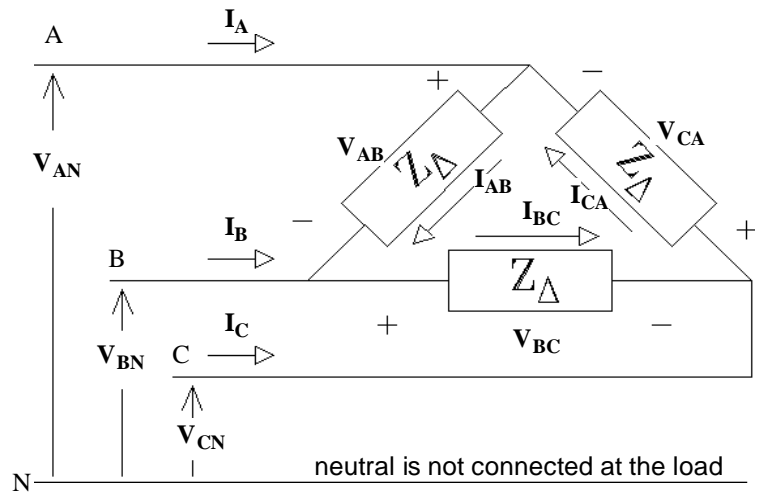 I_A
A
+
−
V_AB
V_CA
Z_Δ
Z_Δ
V_AN
I_AB
I_CA
I_BC
−
+
I_B
B
Z_Δ
I_C
+
−
V_BC
V_BN
C
V_CN
neutral is not connected at the load
N